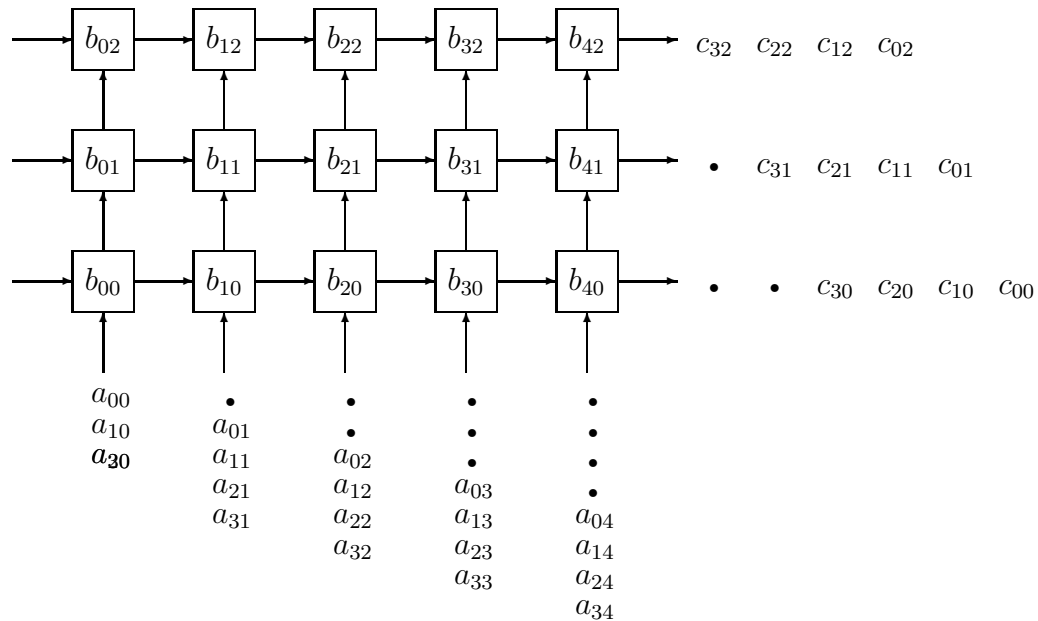 b02 b12 b22 b32 b42 c32 c22 c12 c02
b01 b11 b21 b31 b41 • c31 c21 c11 c01
b00 b10 b20 b30 b40 • • c30 c20 c10 c00
a00 • • • •
a10 a01 • • •
a11 a02 • •
a21 a12 a03 •
a31 a22 a13 a04
a32 a23 a14
a33 a24
a34